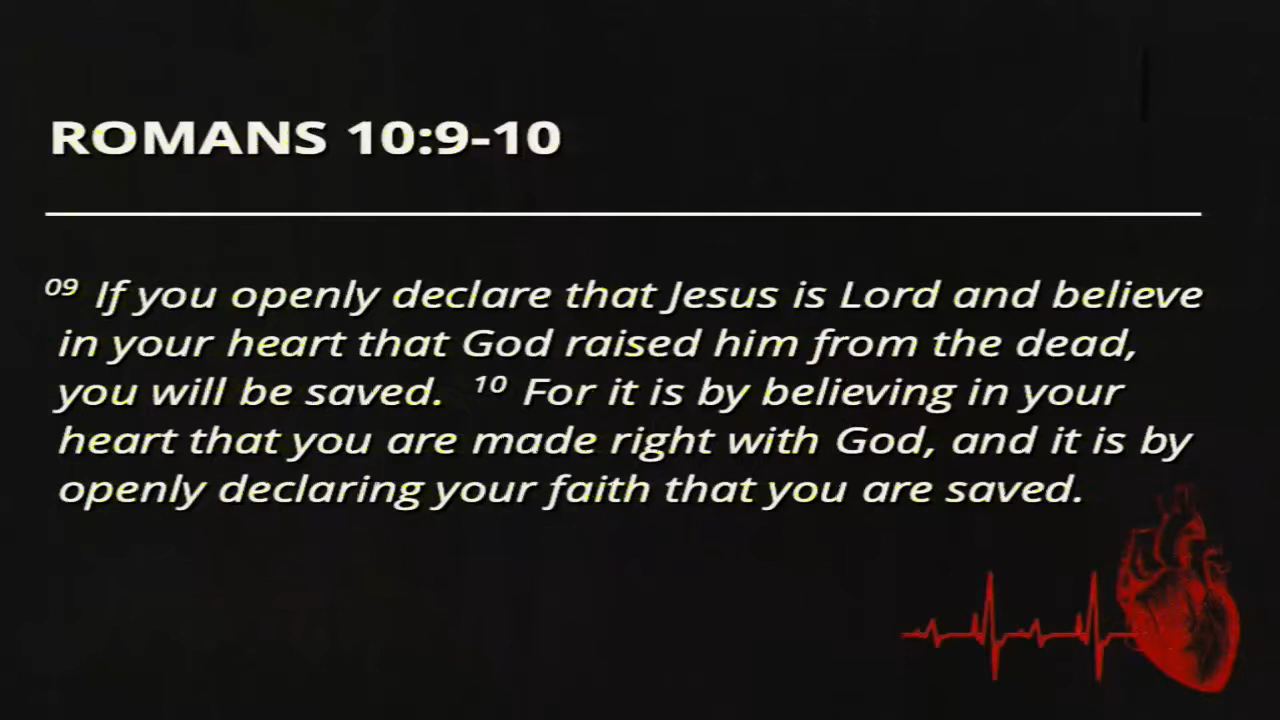 ROMANS 10:9-10
⁰⁹ If you openly declare that Jesus is Lord and believe
in your heart that God raised him from the dead,
you will be saved. ¹⁰ For it is by believing in your
heart that you are made right with God, and it is by
openly declaring your faith that you are saved.